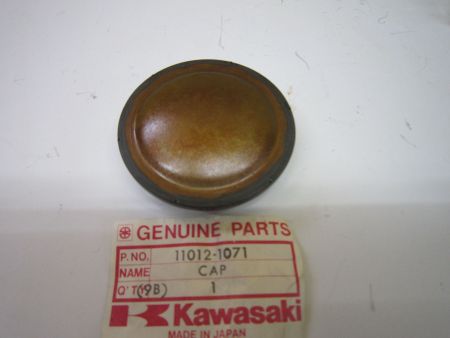 GENUINE PARTS
P. NO. 11012-1071
NAME CAP
Q'TY (9B) 1
Kawasaki
MADE IN JAPAN